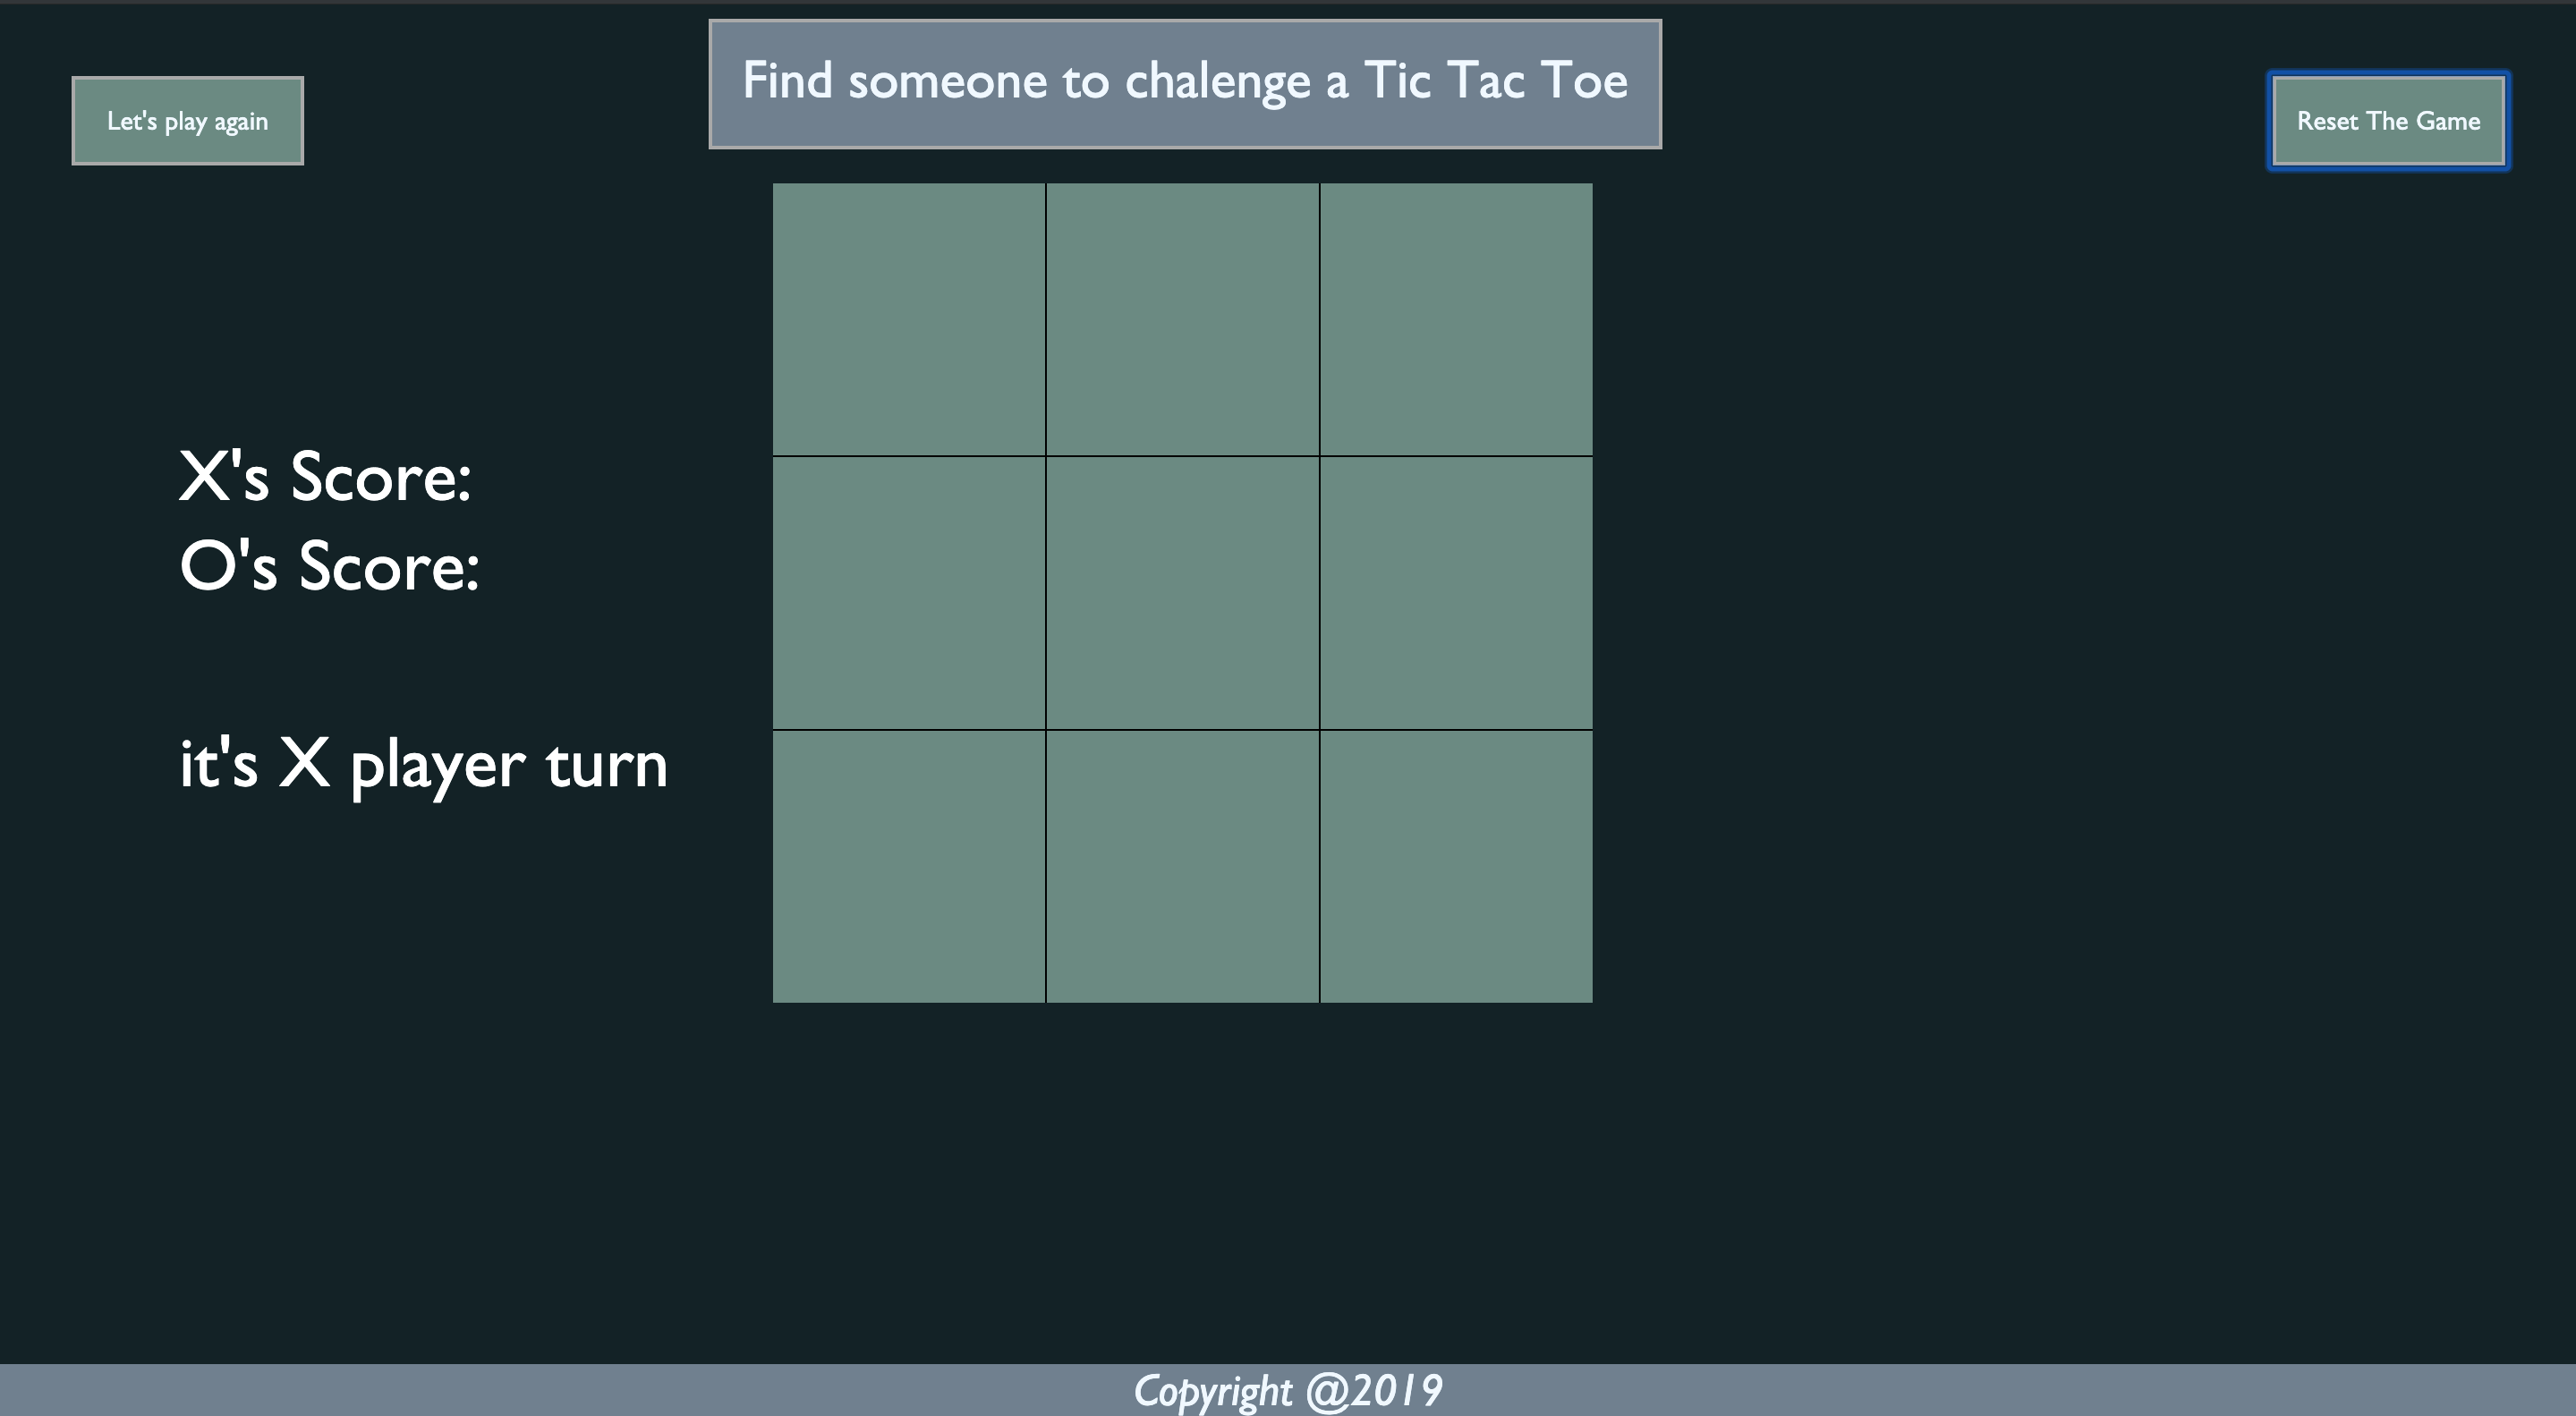 Find someone to chalenge a Tic Tac Toe
Let's play again
Reset The Game
X's Score:
O's Score:
it's X player turn
Copyright @2019